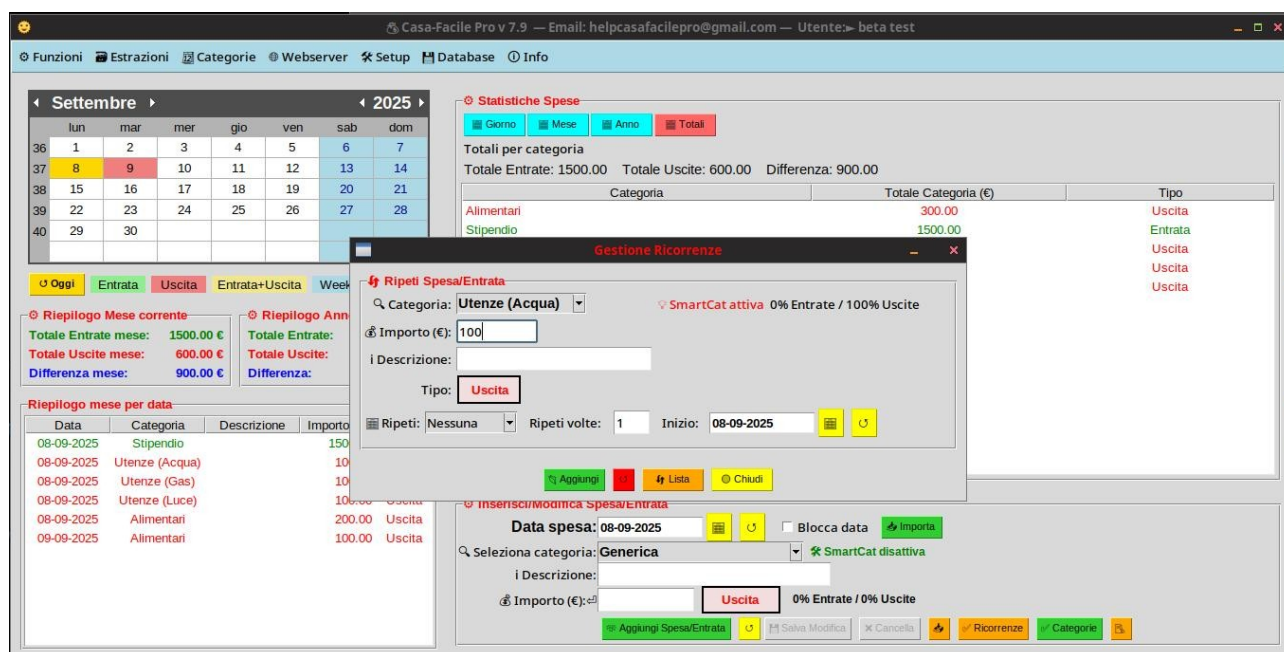 Casa-Facile Pro v 7.9 — Email: helpcasafacilepro@gmail.com — Utente:► beta test
Funzioni Estrazioni Categorie Webserver Setup Database Info
Settembre 2025
lun mar mer gio ven sab dom
36 1 2 3 4 5 6 7
37 8 9 10 11 12 13 14
38 15 16 17 18 19 20 21
39 22 23 24 25 26 27 28
40 29 30
Oggi Entrata Uscita Entrata+Uscita Week
Riepilogo Mese corrente
Totale Entrate mese: 1500.00 €
Totale Uscite mese: 600.00 €
Differenza mese: 900.00 €
Riepilogo Ann
Totale Entrate:
Totale Uscite:
Differenza:
Riepilogo mese per data
Data Categoria Descrizione Importo
08-09-2025 Stipendio 150
08-09-2025 Utenze (Acqua) 10
08-09-2025 Utenze (Gas) 10
08-09-2025 Utenze (Luce) 100.00 Uscita
08-09-2025 Alimentari 200.00 Uscita
09-09-2025 Alimentari 100.00 Uscita
Statistiche Spese
Giorno Mese Anno Totali
Totali per categoria
Totale Entrate: 1500.00 Totale Uscite: 600.00 Differenza: 900.00
Categoria Totale Categoria (€) Tipo
Alimentari 300.00 Uscita
Stipendio 1500.00 Entrata
Uscita
Uscita
Uscita
Gestione Ricorrenze
Ripeti Spesa/Entrata
Categoria: Utenze (Acqua) SmartCat attiva 0% Entrate / 100% Uscite
Importo (€): 100
i Descrizione:
Tipo: Uscita
Ripeti: Nessuna Ripeti volte: 1 Inizio: 08-09-2025
Aggiungi Lista Chiudi
Inserisci/Modifica Spesa/Entrata
Data spesa: 08-09-2025 Blocca data Importa
Seleziona categoria: Generica SmartCat disattiva
i Descrizione:
Importo (€):⏎ Uscita 0% Entrate / 0% Uscite
Aggiungi Spesa/Entrata Salva Modifica Cancella Ricorrenze Categorie